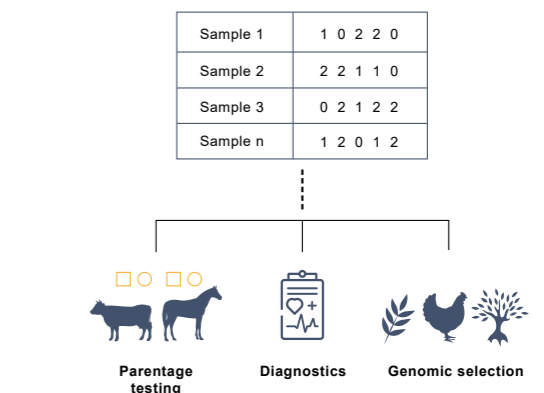 Sample 1 1 0 2 2 0
Sample 2 2 2 1 1 0
Sample 3 0 2 1 2 2
Sample n 1 2 0 1 2
Parentage
testing
Diagnostics
Genomic selection